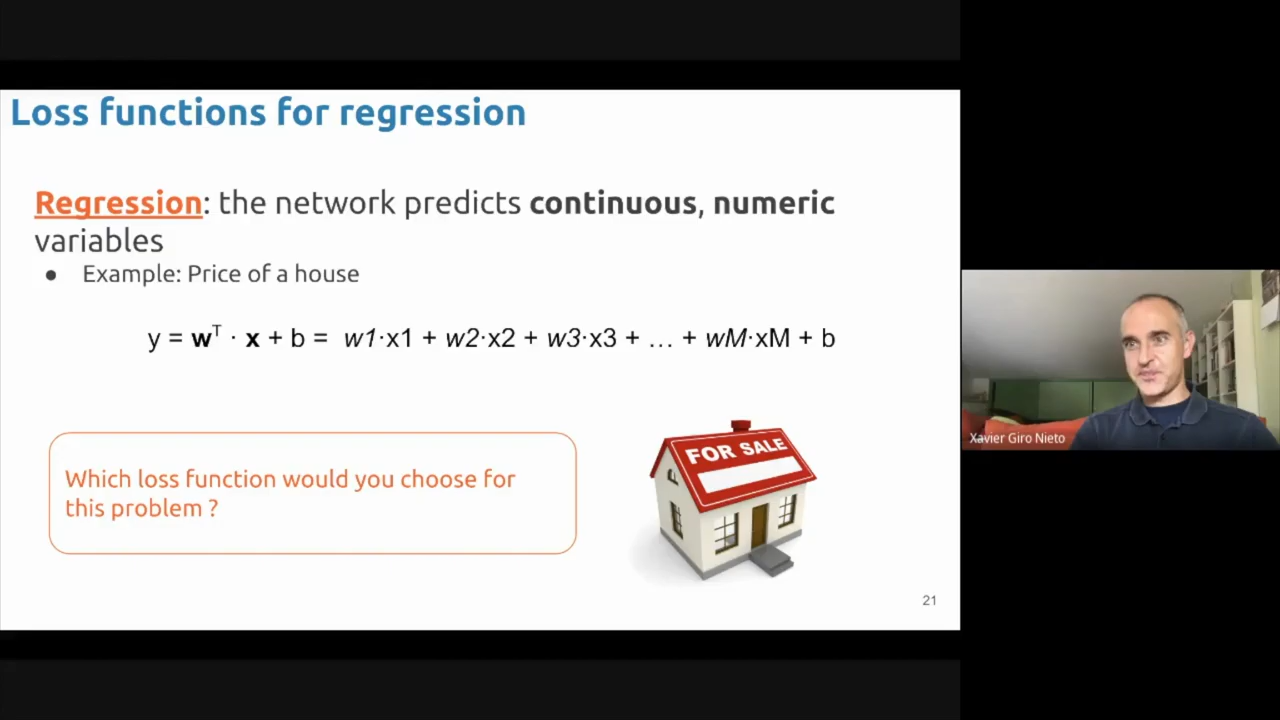 Loss functions for regression
Regression: the network predicts continuous, numeric
variables
● Example: Price of a house
y = wᵀ · x + b = w1·x1 + w2·x2 + w3·x3 + … + wM·xM + b
Which loss function would you choose for
this problem ?
FOR SALE
21
Xavier Giro Nieto